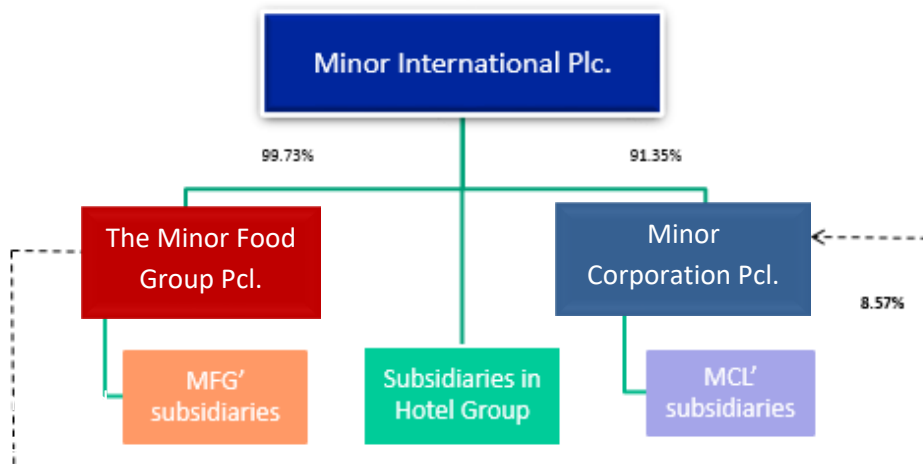 Minor International Plc.
99.73%
91.35%
The Minor Food
Group Pcl.
Minor
Corporation Pcl.
8.57%
MFG'
subsidiaries
Subsidiaries in
Hotel Group
MCL'
subsidiaries